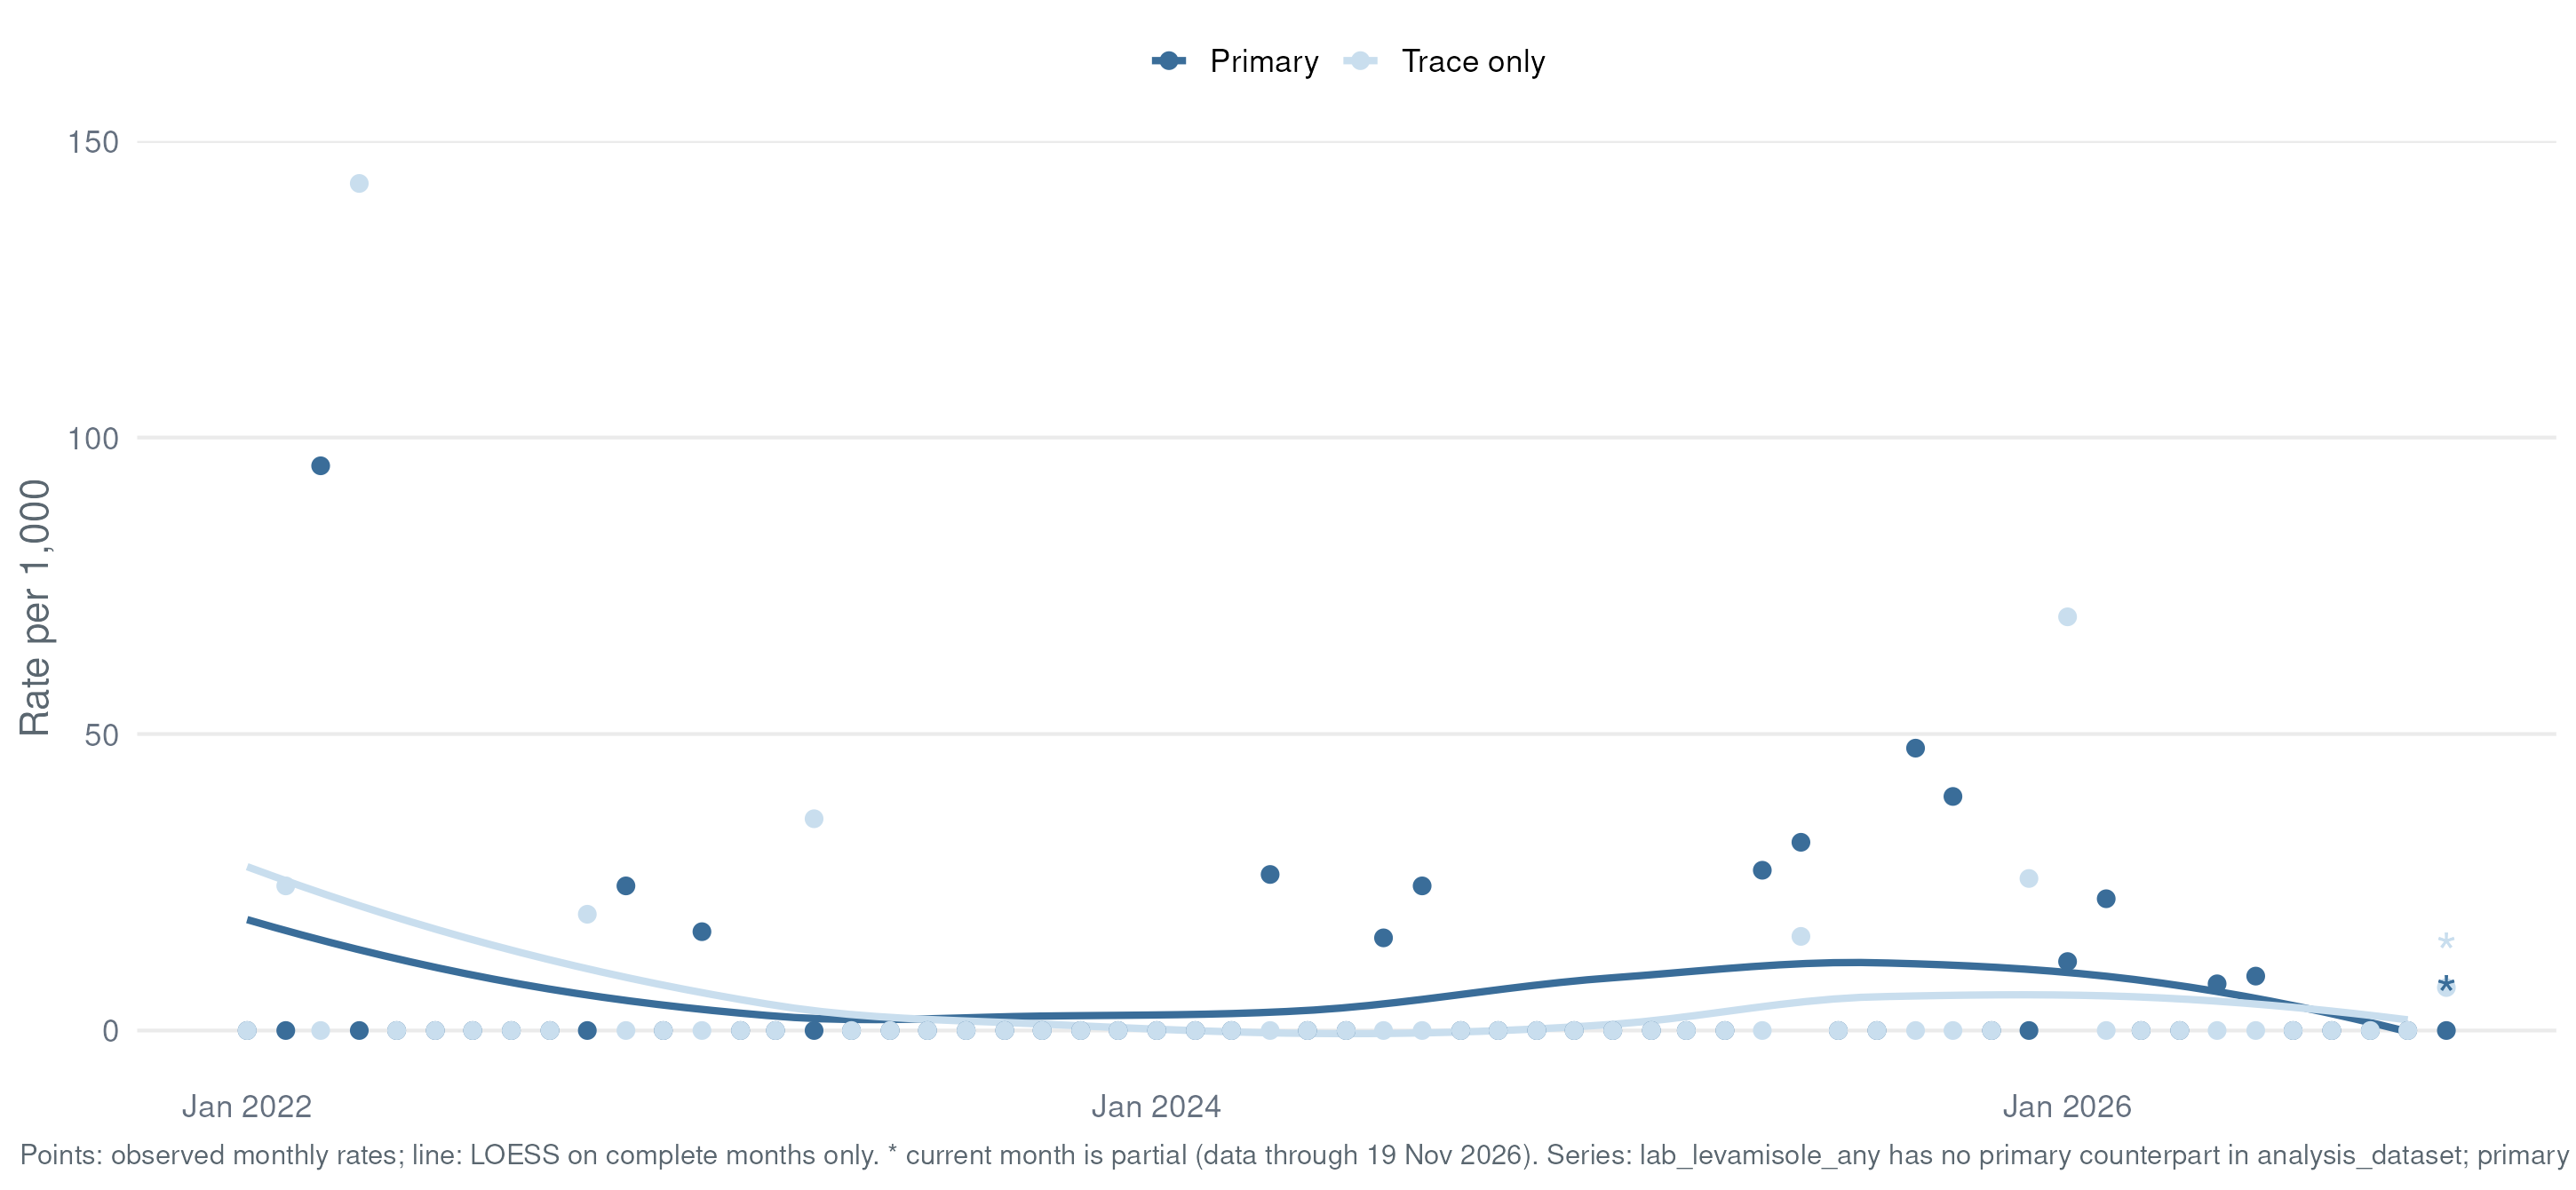 Primary Trace only
150
100
50
0
Rate per 1,000
Jan 2022 Jan 2024 Jan 2026
*
*
Points: observed monthly rates; line: LOESS on complete months only. * current month is partial (data through 19 Nov 2026). Series: lab_levamisole_any has no primary counterpart in analysis_dataset; primary